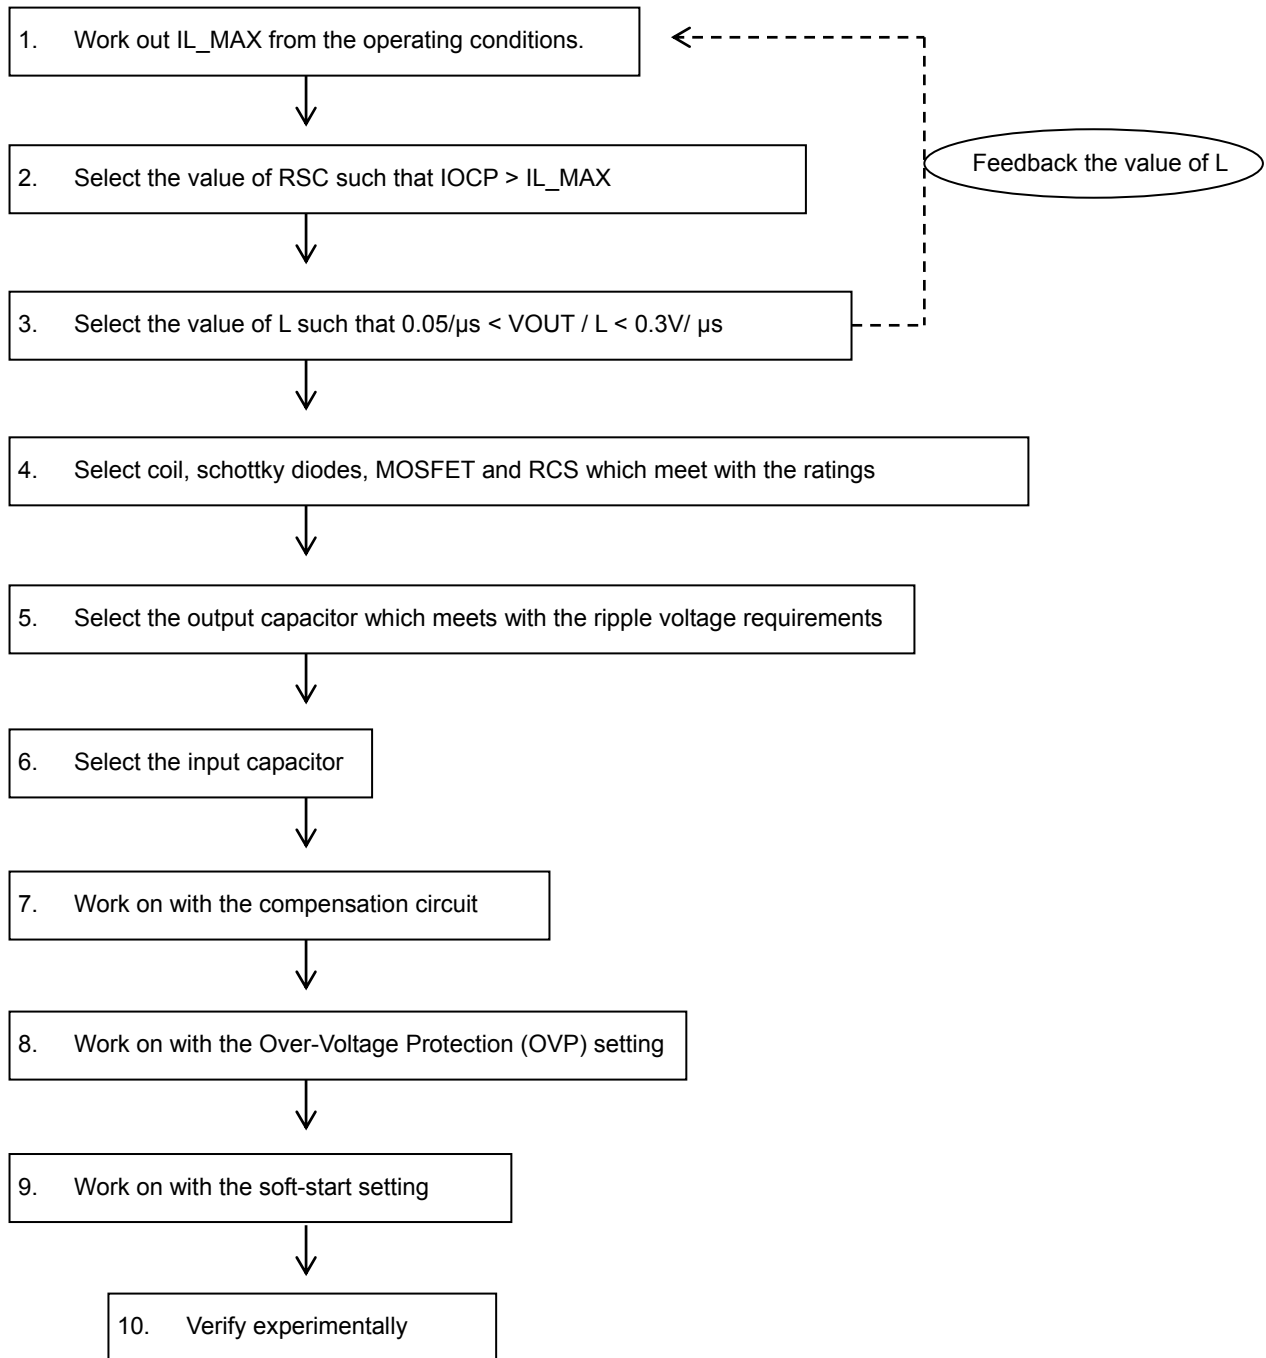 1. Work out IL_MAX from the operating conditions.
2. Select the value of RSC such that IOCP > IL_MAX
Feedback the value of L
3. Select the value of L such that 0.05/µs < VOUT / L < 0.3V/ µs
4. Select coil, schottky diodes, MOSFET and RCS which meet with the ratings
5. Select the output capacitor which meets with the ripple voltage requirements
6. Select the input capacitor
7. Work on with the compensation circuit
8. Work on with the Over-Voltage Protection (OVP) setting
9. Work on with the soft-start setting
10. Verify experimentally